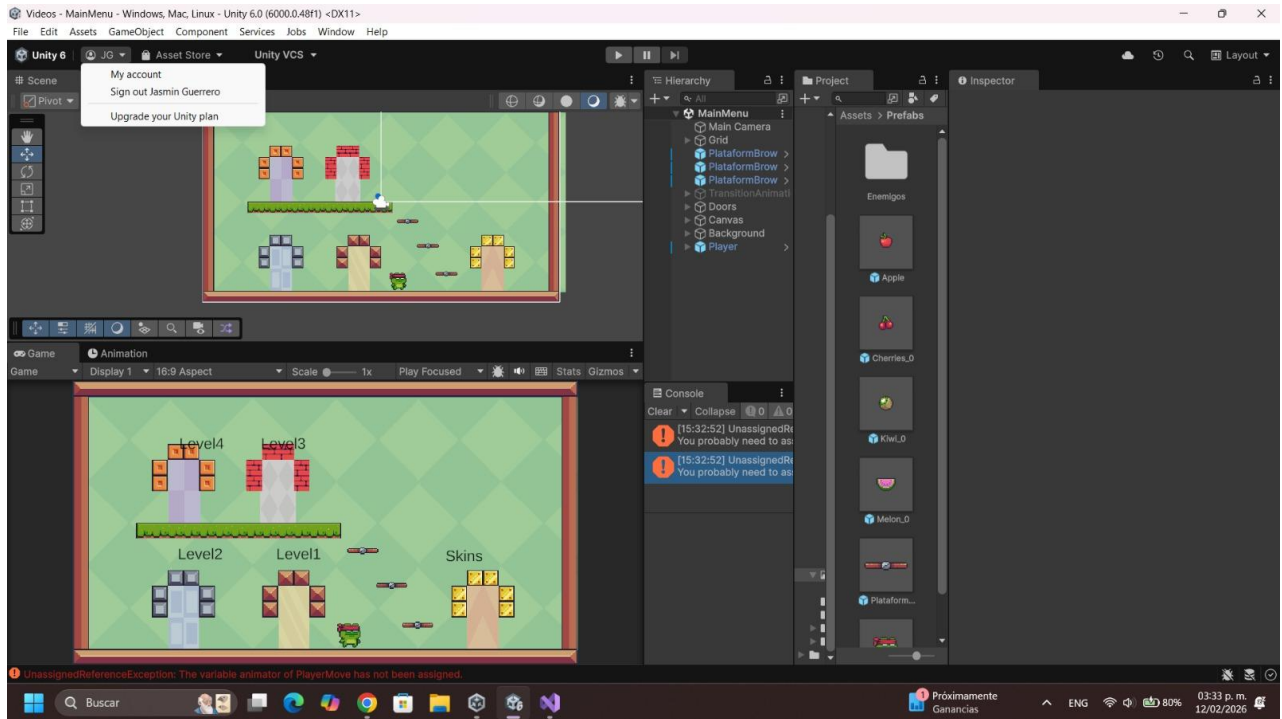 Videos - MainMenu - Windows, Mac, Linux - Unity 6.0 (6000.0.48f1) <DX11>
File Edit Assets GameObject Component Services Jobs Window Help
Unity 6 JG Asset Store Unity VCS Layout
My account
Sign out Jasmin Guerrero
Upgrade your Unity plan
Scene
Pivot
Hierarchy
All
MainMenu
Main Camera
Grid
PlataformBrow
PlataformBrow
PlataformBrow
TransitionAnimati
Doors
Canvas
Background
Player
Project
Assets > Prefabs
Enemigos
Apple
Cherries_0
Kiwi_0
Melon_0
Plataform...
Inspector
Game Animation
Game Display 1 16:9 Aspect Scale 1x Play Focused Stats Gizmos
Level4 Level3
Level2 Level1 Skins
Console
Clear Collapse 0 0
[15:32:52] UnassignedRe
You probably need to as
[15:32:52] UnassignedRe
You probably need to as
UnassignedReferenceException: The variable animator of PlayerMove has not been assigned.
Buscar
1
Próximamente
Ganancias
ENG
80%
03:33 p. m.
12/02/2026